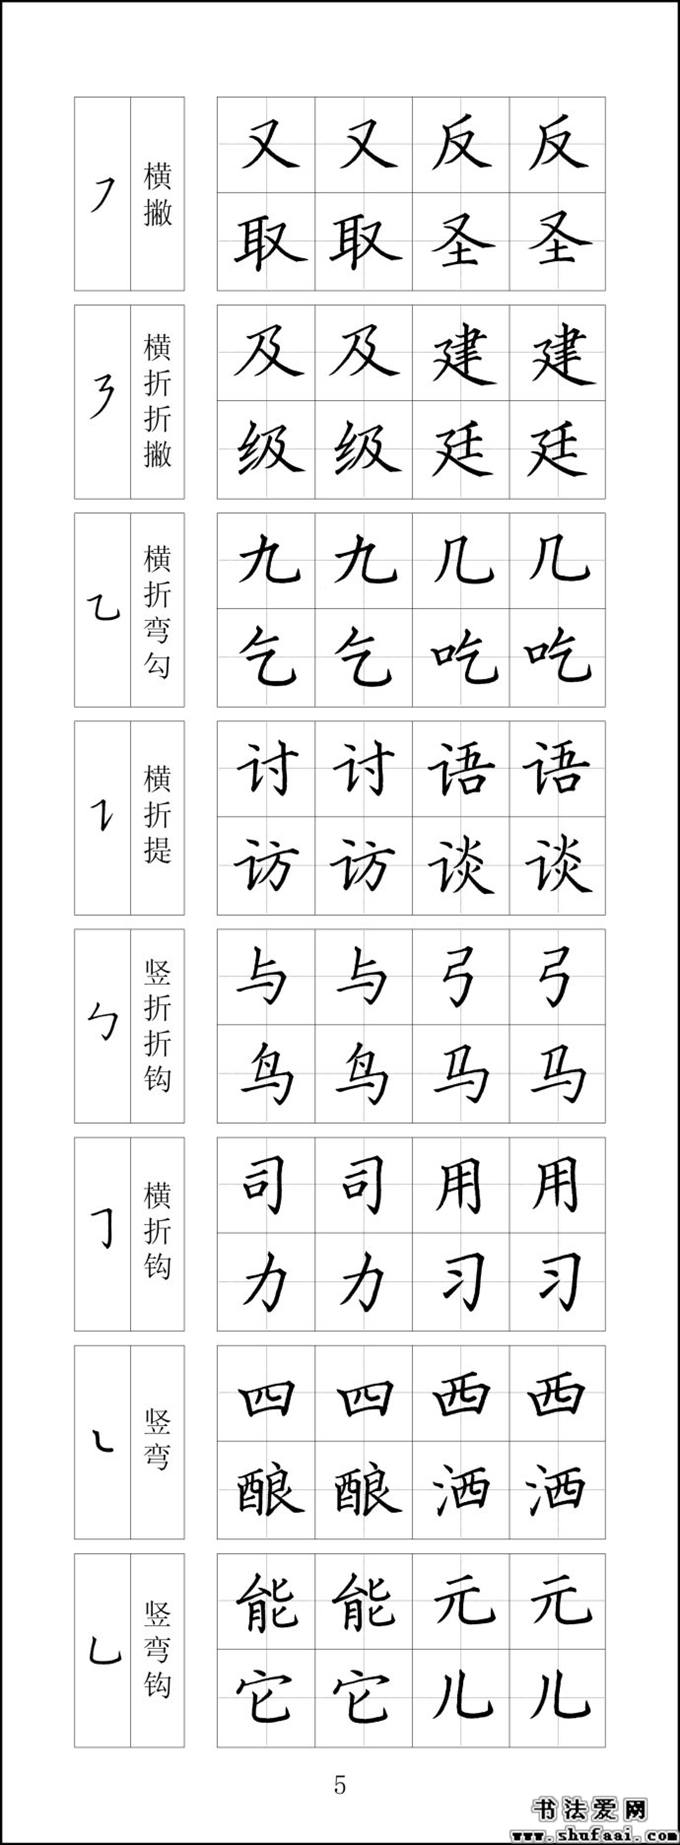 横撇
又又反反
取取圣圣
横折折撇
及及建建
级级廷廷
横折弯勾
九九几几
乞乞吃吃
横折提
讨讨语语
访访谈谈
竖折折钩
与与弓弓
鸟鸟马马
横折钩
司司用用
力力习习
竖弯
四四西西
酿酿洒洒
竖弯钩
能能元元
它它儿儿
5
书法爱网
www.shufaai.com